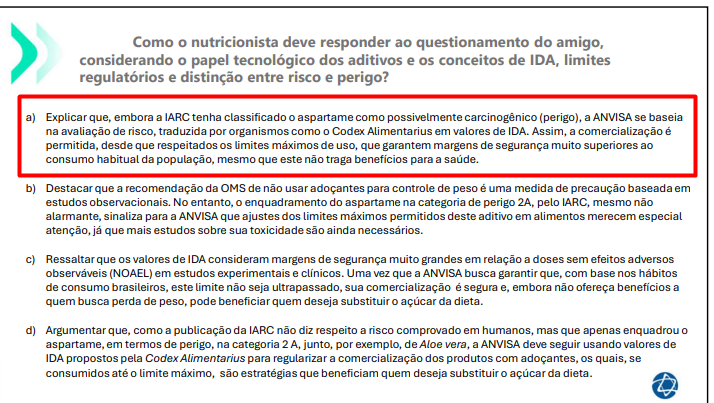 Como o nutricionista deve responder ao questionamento do amigo,
considerando o papel tecnológico dos aditivos e os conceitos de IDA, limites
regulatórios e distinção entre risco e perigo?
a) Explicar que, embora a IARC tenha classificado o aspartame como possivelmente carcinogênico (perigo), a ANVISA se baseia
na avaliação de risco, traduzida por organismos como o Codex Alimentarius em valores de IDA. Assim, a comercialização é
permitida, desde que respeitados os limites máximos de uso, que garantem margens de segurança muito superiores ao
consumo habitual da população, mesmo que este não traga benefícios para a saúde.
b) Destacar que a recomendação da OMS de não usar adoçantes para controle de peso é uma medida de precaução baseada em
estudos observacionais. No entanto, o enquadramento do aspartame na categoria de perigo 2A, pelo IARC, mesmo não
alarmante, sinaliza para a ANVISA que ajustes dos limites máximos permitidos deste aditivo em alimentos merecem especial
atenção, já que mais estudos sobre sua toxicidade são ainda necessários.
c) Ressaltar que os valores de IDA consideram margens de segurança muito grandes em relação a doses sem efeitos adversos
observáveis (NOAEL) em estudos experimentais e clínicos. Uma vez que a ANVISA busca garantir que, com base nos hábitos
de consumo brasileiros, este limite não seja ultrapassado, sua comercialização é segura e, embora não ofereça benefícios a
quem busca perda de peso, pode beneficiar quem deseja substituir o açúcar da dieta.
d) Argumentar que, como a publicação da IARC não diz respeito a risco comprovado em humanos, mas que apenas enquadrou o
aspartame, em termos de perigo, na categoria 2 A, junto, por exemplo, de Aloe vera, a ANVISA deve seguir usando valores de
IDA propostos pela Codex Alimentarius para regularizar a comercialização dos produtos com adoçantes, os quais, se
consumidos até o limite máximo, são estratégias que beneficiam quem deseja substituir o açúcar da dieta.